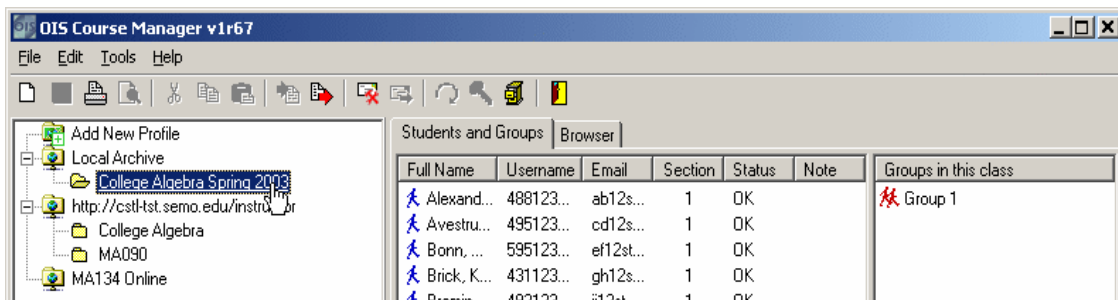 OIS Course Manager v1r67
File Edit Tools Help
Add New Profile
Local Archive
College Algebra Spring 2003
http://cstl-tst.semo.edu/instructor
College Algebra
MA090
MA134 Online
Students and Groups Browser
Full Name Username Email Section Status Note Groups in this class
Alexand... 488123... ab12s... 1 OK Group 1
Avestru... 495123... cd12s... 1 OK
Bonn, ... 595123... ef12st... 1 OK
Brick, K... 431123... gh12s... 1 OK